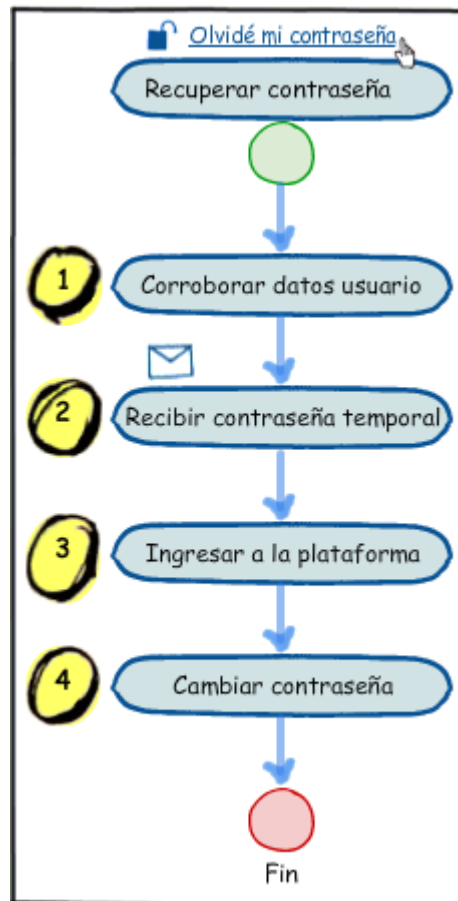 Olvidé mi contraseña
Recuperar contraseña
1
Corroborar datos usuario
2
Recibir contraseña temporal
3
Ingresar a la plataforma
4
Cambiar contraseña
Fin